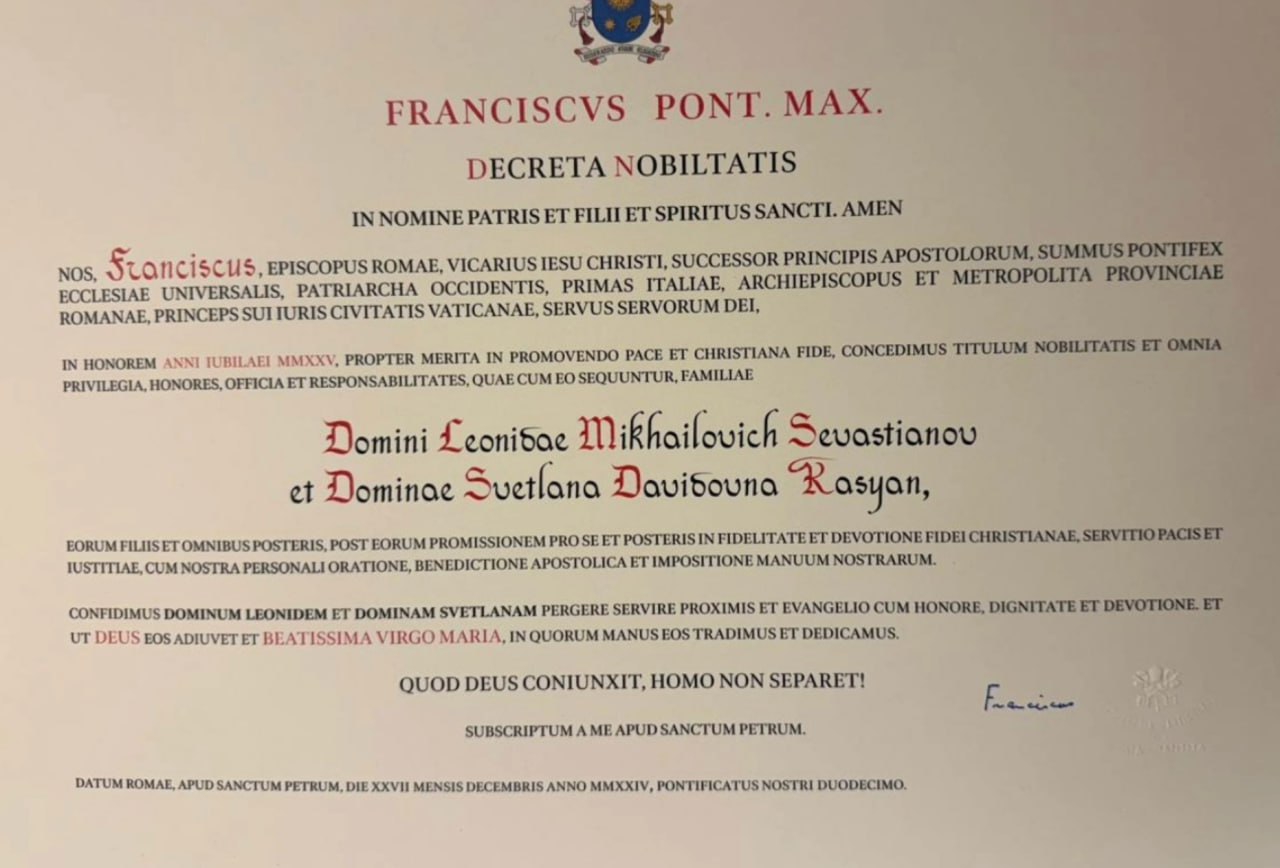 FRANCISCVS PONT. MAX.
DECRETA NOBILTATIS
IN NOMINE PATRIS ET FILII ET SPIRITUS SANCTI. AMEN
NOS, Franciscus, EPISCOPUS ROMAE, VICARIUS IESU CHRISTI, SUCCESSOR PRINCIPIS APOSTOLORUM, SUMMUS PONTIFEX
ECCLESIAE UNIVERSALIS, PATRIARCHA OCCIDENTIS, PRIMAS ITALIAE, ARCHIEPISCOPUS ET METROPOLITA PROVINCIAE
ROMANAE, PRINCEPS SUI IURIS CIVITATIS VATICANAE, SERVUS SERVORUM DEI,
IN HONOREM ANNI IUBILAEI MMXXV, PROPTER MERITA IN PROMOVENDO PACE ET CHRISTIANA FIDE, CONCEDIMUS TITULUM NOBILITATIS ET OMNIA
PRIVILEGIA, HONORES, OFFICIA ET RESPONSABILITATES, QUAE CUM EO SEQUUNTUR, FAMILIAE
Domini Leonidae Mikhailovich Sevastianov
et Dominae Svetlana Davidovna Kasyan,
EORUM FILIIS ET OMNIBUS POSTERIS, POST EORUM PROMISSIONEM PRO SE ET POSTERIS IN FIDELITATE ET DEVOTIONE FIDEI CHRISTIANAE, SERVITIO PACIS ET
IUSTITIAE, CUM NOSTRA PERSONALI ORATIONE, BENEDICTIONE APOSTOLICA ET IMPOSITIONE MANUUM NOSTRARUM.
CONFIDIMUS DOMINUM LEONIDEM ET DOMINAM SVETLANAM PERGERE SERVIRE PROXIMIS ET EVANGELIO CUM HONORE, DIGNITATE ET DEVOTIONE. ET
UT DEUS EOS ADIUVET ET BEATISSIMA VIRGO MARIA, IN QUORUM MANUS EOS TRADIMUS ET DEDICAMUS.
QUOD DEUS CONIUNXIT, HOMO NON SEPARET!
Franciscus
SUBSCRIPTUM A ME APUD SANCTUM PETRUM.
DATUM ROMAE, APUD SANCTUM PETRUM, DIE XXVII MENSIS DECEMBRIS ANNO MMXXIV, PONTIFICATUS NOSTRI DUODECIMO.